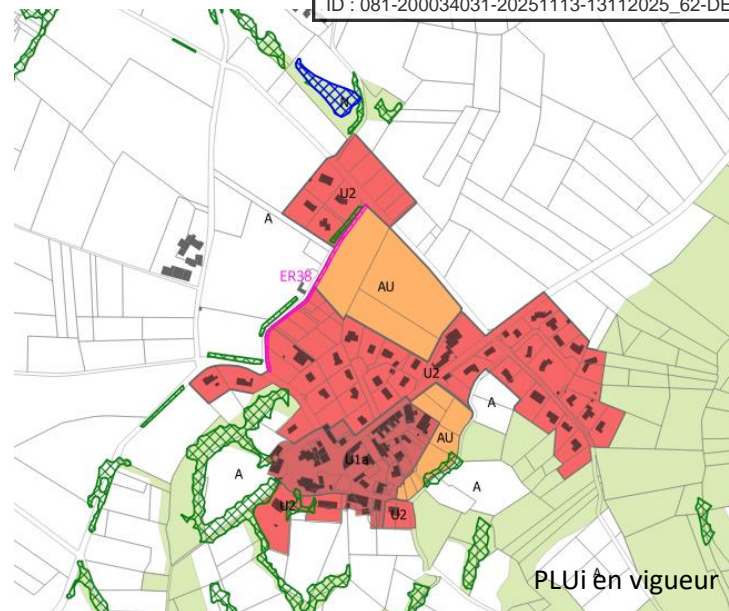 ID : 081-200034031-20251113-13112025_62-DE
N
U2
A
ER38
AU
U2
A
AU
U1a
A
A
U2
U2
A
PLUi en vigueur